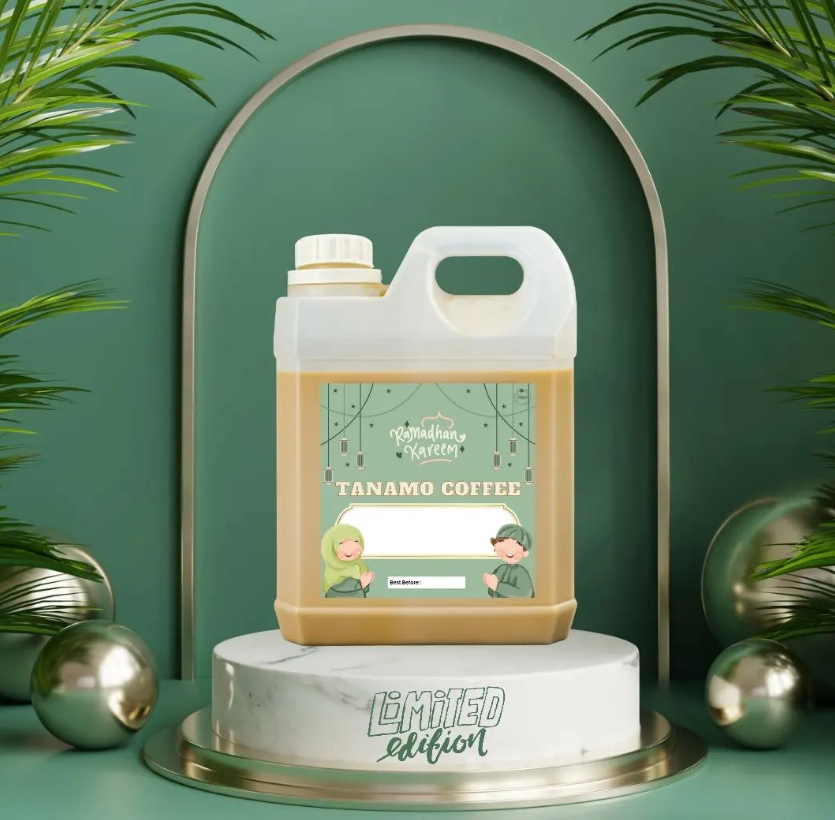 Ramadhan
Kareem
TANAMO COFFEE
Best Before :
LiMiTED
edition